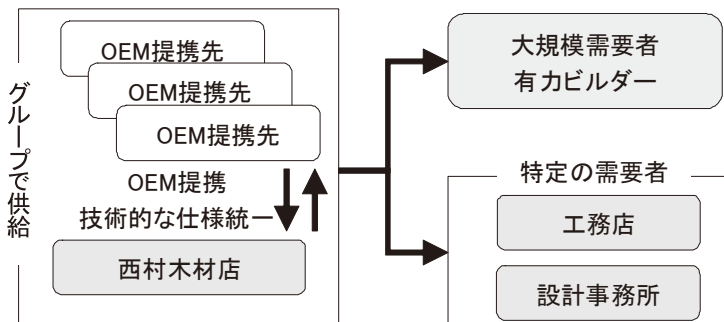 グループで供給
OEM提携先
OEM提携先
OEM提携先
OEM提携
技術的な仕様統一
西村木材店
大規模需要者
有力ビルダー
特定の需要者
工務店
設計事務所